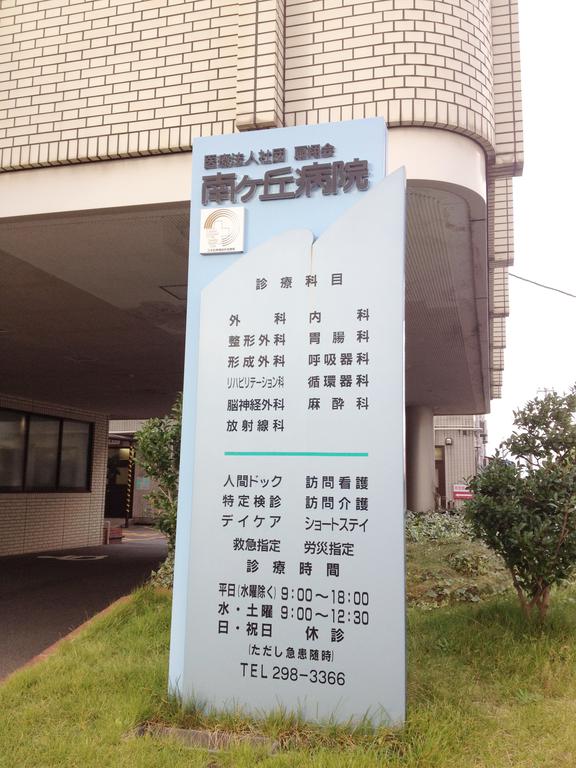 医療法人社団
南ヶ丘病院
診療科目
外科 内科
整形外科 胃腸科
形成外科 呼吸器科
リハビリテーション科 循環器科
脳神経外科 麻酔科
放射線科
人間ドック 訪問看護
特定検診 訪問介護
デイケア ショートステイ
救急指定 労災指定
診療時間
平日(水曜除く) 9:00〜18:00
水・土曜 9:00〜12:30
日・祝日 休診
(ただし急患随時)
TEL 298-3366